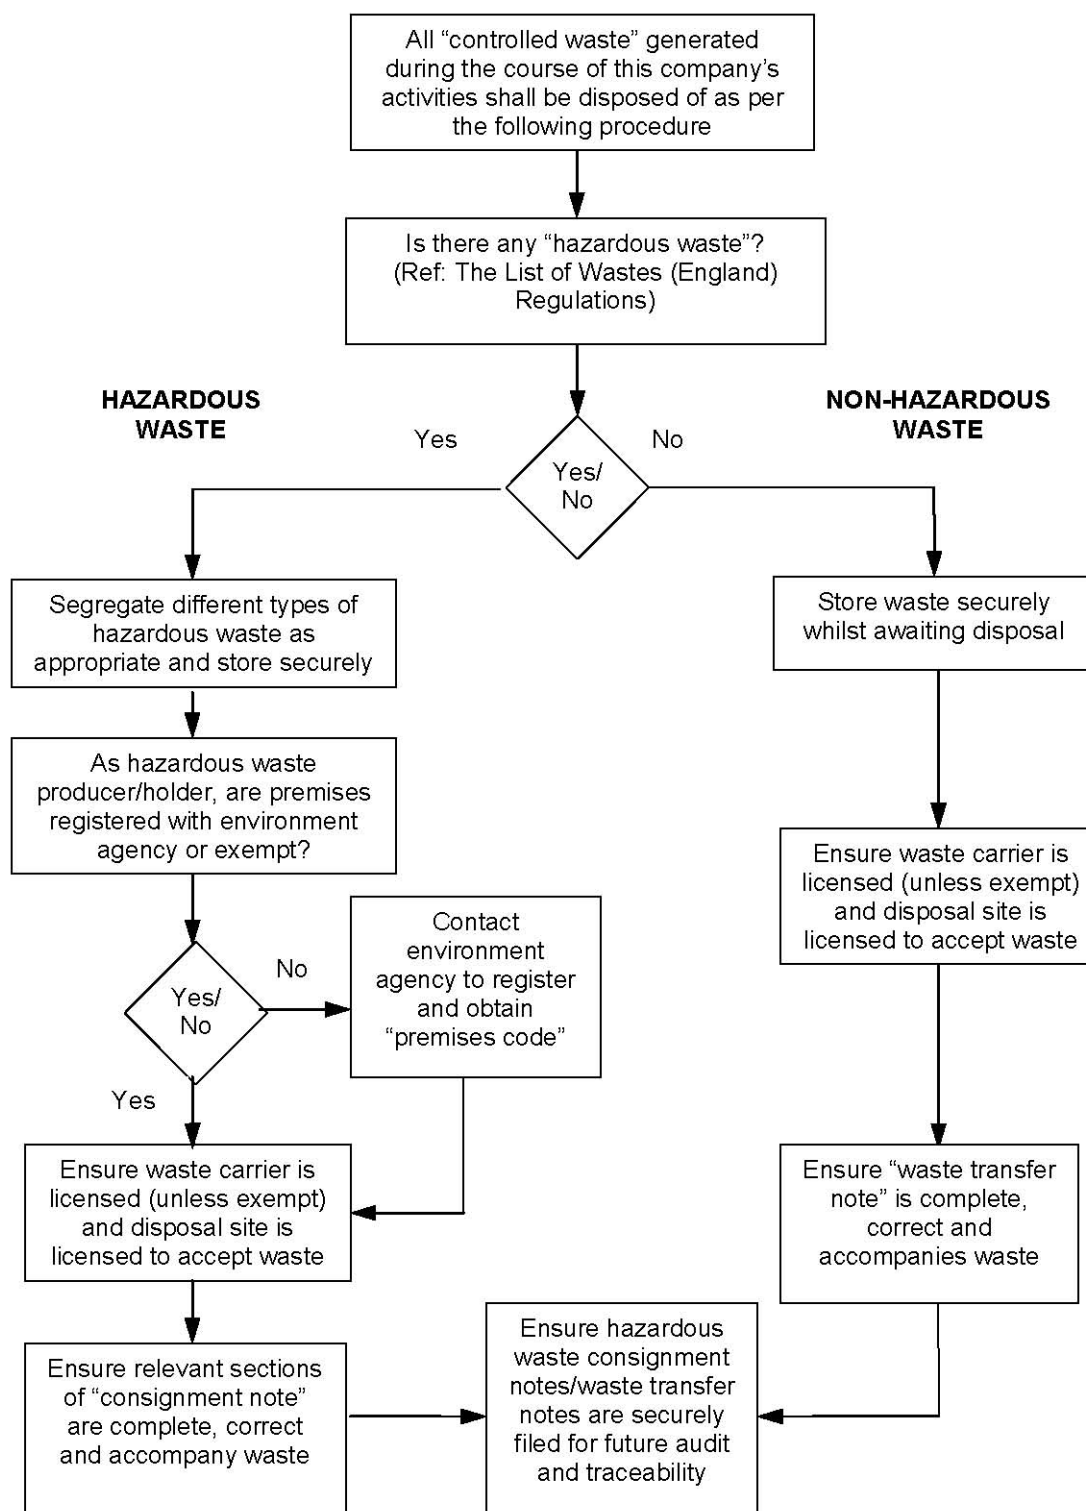 All “controlled waste” generated
during the course of this company’s
activities shall be disposed of as per
the following procedure
Is there any “hazardous waste”?
(Ref: The List of Wastes (England)
Regulations)
HAZARDOUS
WASTE
Yes
Yes/
No
No
NON-HAZARDOUS
WASTE
Segregate different types of
hazardous waste as
appropriate and store securely
As hazardous waste
producer/holder, are premises
registered with environment
agency or exempt?
Yes/
No
No
Contact
environment
agency to register
and obtain
“premises code”
Yes
Ensure waste carrier is
licensed (unless exempt)
and disposal site is
licensed to accept waste
Ensure relevant sections
of “consignment note”
are complete, correct
and accompany waste
Store waste securely
whilst awaiting disposal
Ensure waste carrier is
licensed (unless exempt)
and disposal site is
licensed to accept waste
Ensure “waste transfer
note” is complete,
correct and
accompanies waste
Ensure hazardous
waste consignment
notes/waste transfer
notes are securely
filed for future audit
and traceability